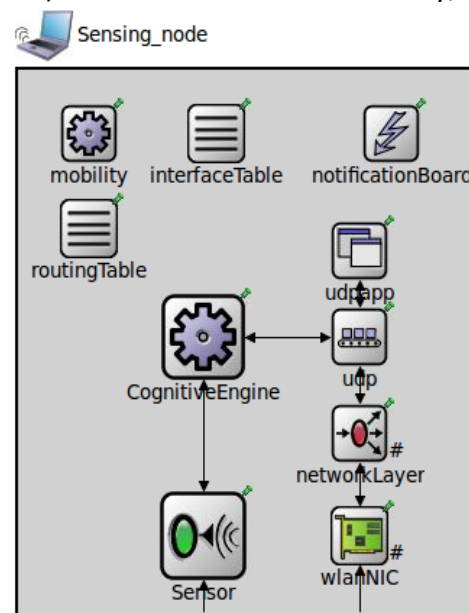 Sensing_node
mobility
interfaceTable
notificationBoard
routingTable
udpapp
udp
CognitiveEngine
#
networkLayer
#
wlanNIC
Sensor